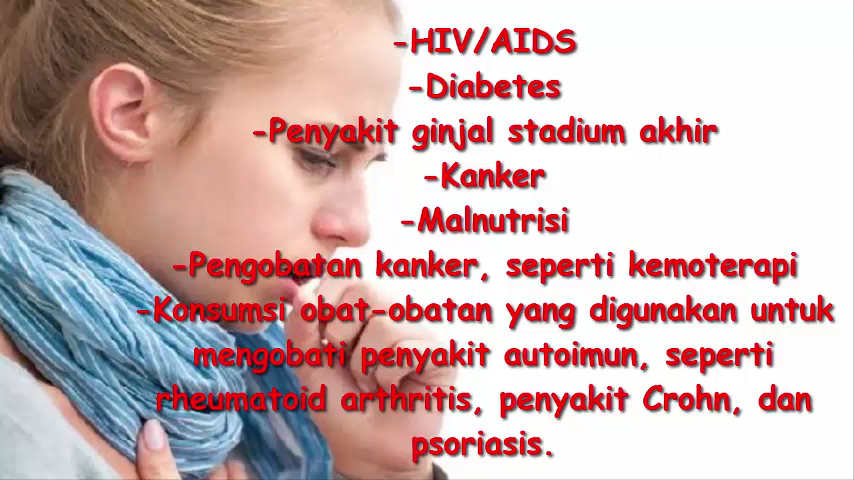 -HIV/AIDS
-Diabetes
-Penyakit ginjal stadium akhir
-Kanker
-Malnutrisi
-Pengobatan kanker, seperti kemoterapi
-Konsumsi obat-obatan yang digunakan untuk
mengobati penyakit autoimun, seperti
rheumatoid arthritis, penyakit Crohn, dan
psoriasis.